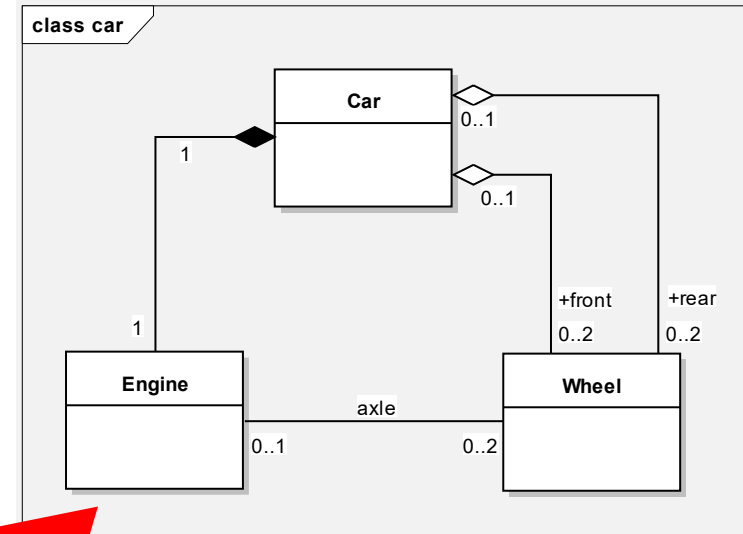 class car
Car
0..1
1
0..1
+front
+rear
1
0..2
0..2
Engine
Wheel
axle
0..1
0..2